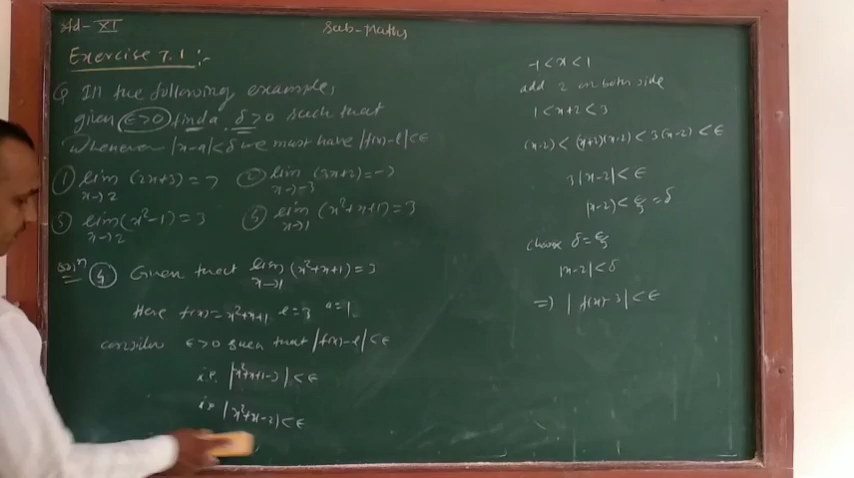 Std-XI
Sub-Maths
Exercise 7.1 :-
Q In the following examples,
given ε>0 find a, δ>0 such that
Whenever |x-a|<δ we must have |f(x)-l|<ε
① lim x→2 (2x+3)=7 ② lim x→-3 (3x+2)=-7
③ lim x→2 (x²-1)=3 ④ lim x→1 (x²+x+1)=3
Solⁿ ④ Given that lim x→1 (x²+x+1)=3
Here f(x)=x²+x+1 l=3 a=1
consider ε>0 such that |f(x)-l|<ε
i.e. |x²+x+1-3|<ε
i.e |x²+x-2|<ε
-1<x<1
add 2 on both side
1<x+2<3
(x-2)<(x+2)(x-2)<3(x-2)<ε
3|x-2|<ε
|x-2|<ε/3=δ
choose δ=ε/3
|x-2|<δ
=> |f(x)-3|<ε